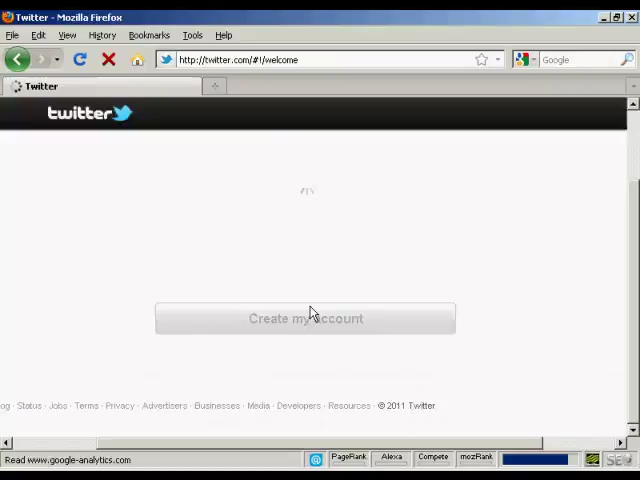 Twitter - Mozilla Firefox
File Edit View History Bookmarks Tools Help
http://twitter.com/#!/welcome Google
Twitter
twitter
Create my account
og · Status · Jobs · Terms · Privacy · Advertisers · Businesses · Media · Developers · Resources · © 2011 Twitter
Read www.google-analytics.com @ PageRank Alexa Compete mozRank SEO